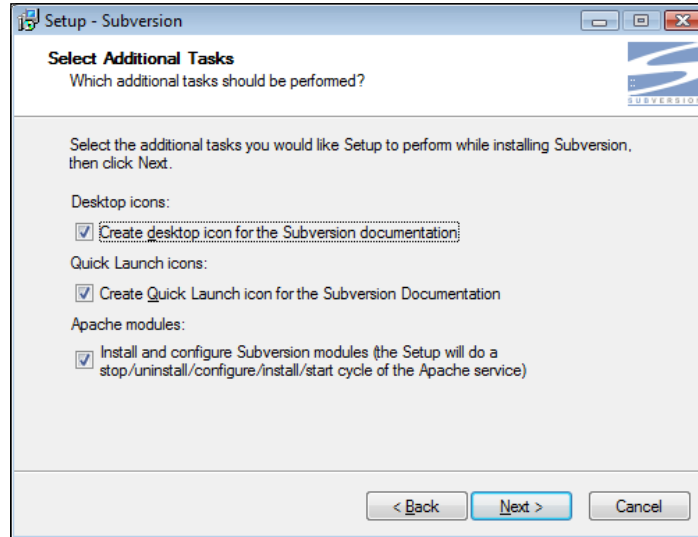 Setup - Subversion
Select Additional Tasks
Which additional tasks should be performed?
SUBVERSION
Select the additional tasks you would like Setup to perform while installing Subversion,
then click Next.
Desktop icons:
Create desktop icon for the Subversion documentation
Quick Launch icons:
Create Quick Launch icon for the Subversion Documentation
Apache modules:
Install and configure Subversion modules (the Setup will do a
stop/uninstall/configure/install/start cycle of the Apache service)
< Back Next > Cancel